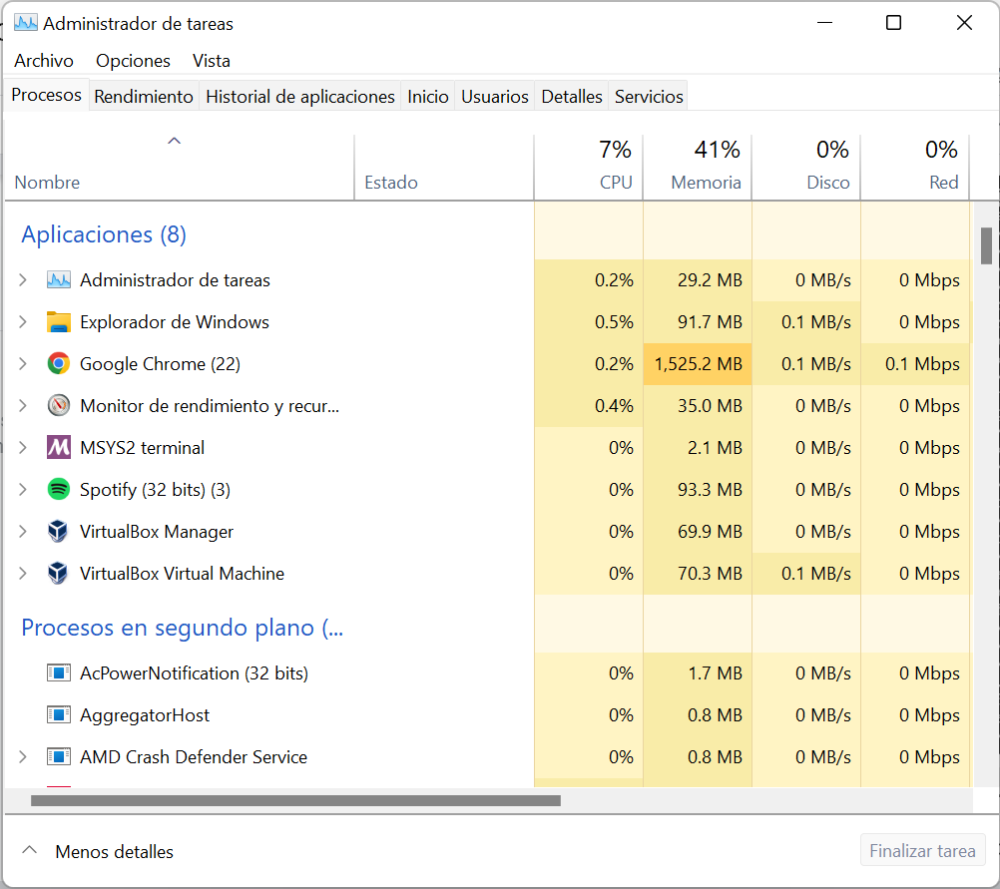 Administrador de tareas
Archivo Opciones Vista
Procesos Rendimiento Historial de aplicaciones Inicio Usuarios Detalles Servicios
7% 41% 0% 0%
Nombre Estado CPU Memoria Disco Red
Aplicaciones (8)
Administrador de tareas 0.2% 29.2 MB 0 MB/s 0 Mbps
Explorador de Windows 0.5% 91.7 MB 0.1 MB/s 0 Mbps
Google Chrome (22) 0.2% 1,525.2 MB 0.1 MB/s 0.1 Mbps
Monitor de rendimiento y recur... 0.4% 35.0 MB 0 MB/s 0 Mbps
MSYS2 terminal 0% 2.1 MB 0 MB/s 0 Mbps
Spotify (32 bits) (3) 0% 93.3 MB 0 MB/s 0 Mbps
VirtualBox Manager 0% 69.9 MB 0 MB/s 0 Mbps
VirtualBox Virtual Machine 0% 70.3 MB 0.1 MB/s 0 Mbps
Procesos en segundo plano (...
AcPowerNotification (32 bits) 0% 1.7 MB 0 MB/s 0 Mbps
AggregatorHost 0% 0.8 MB 0 MB/s 0 Mbps
AMD Crash Defender Service 0% 0.8 MB 0 MB/s 0 Mbps
Menos detalles Finalizar tarea